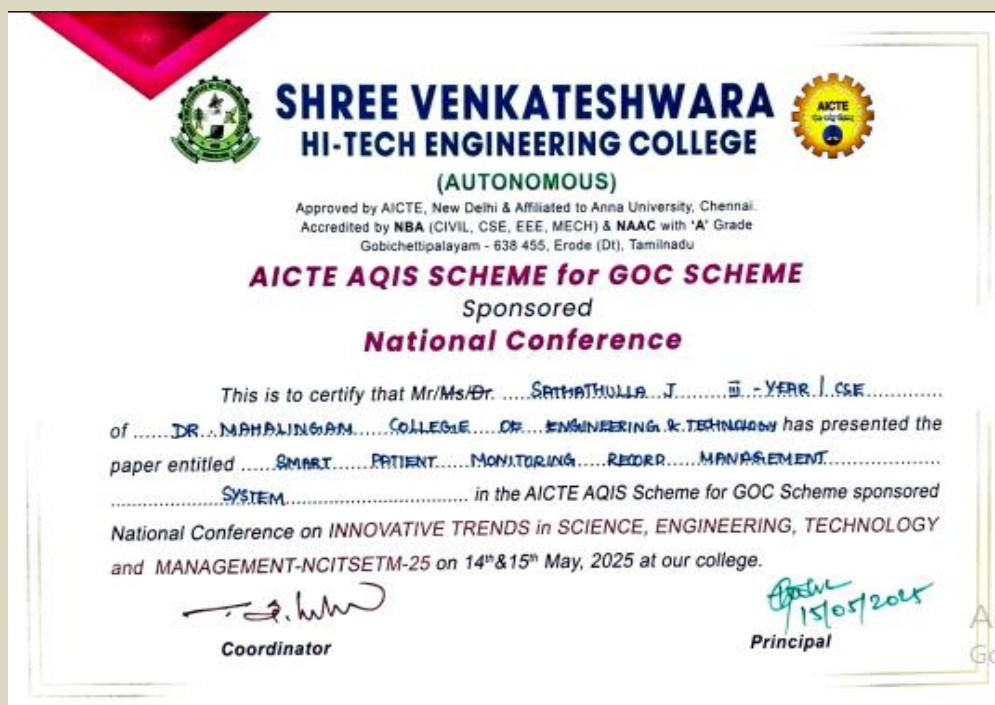 SHREE VENKATESHWARA
HI-TECH ENGINEERING COLLEGE
AICTE
(AUTONOMOUS)
Approved by AICTE, New Delhi & Affiliated to Anna University, Chennai.
Accredited by NBA (CIVIL, CSE, EEE, MECH) & NAAC with 'A' Grade
Gobichettipalayam - 638 455, Erode (Dt), Tamilnadu
AICTE AQIS SCHEME for GOC SCHEME
Sponsored
National Conference
This is to certify that Mr/Ms/Dr. SATHATHULLA J III - YEAR / CSE
of DR. MAHALINGAM COLLEGE OF ENGINEERING & TECHNOLOGY has presented the
paper entitled SMART PATIENT MONITORING RECORD MANAGEMENT
SYSTEM in the AICTE AQIS Scheme for GOC Scheme sponsored
National Conference on INNOVATIVE TRENDS in SCIENCE, ENGINEERING, TECHNOLOGY
and MANAGEMENT-NCITSETM-25 on 14th&15th May, 2025 at our college.
15/05/2025
Coordinator
Principal